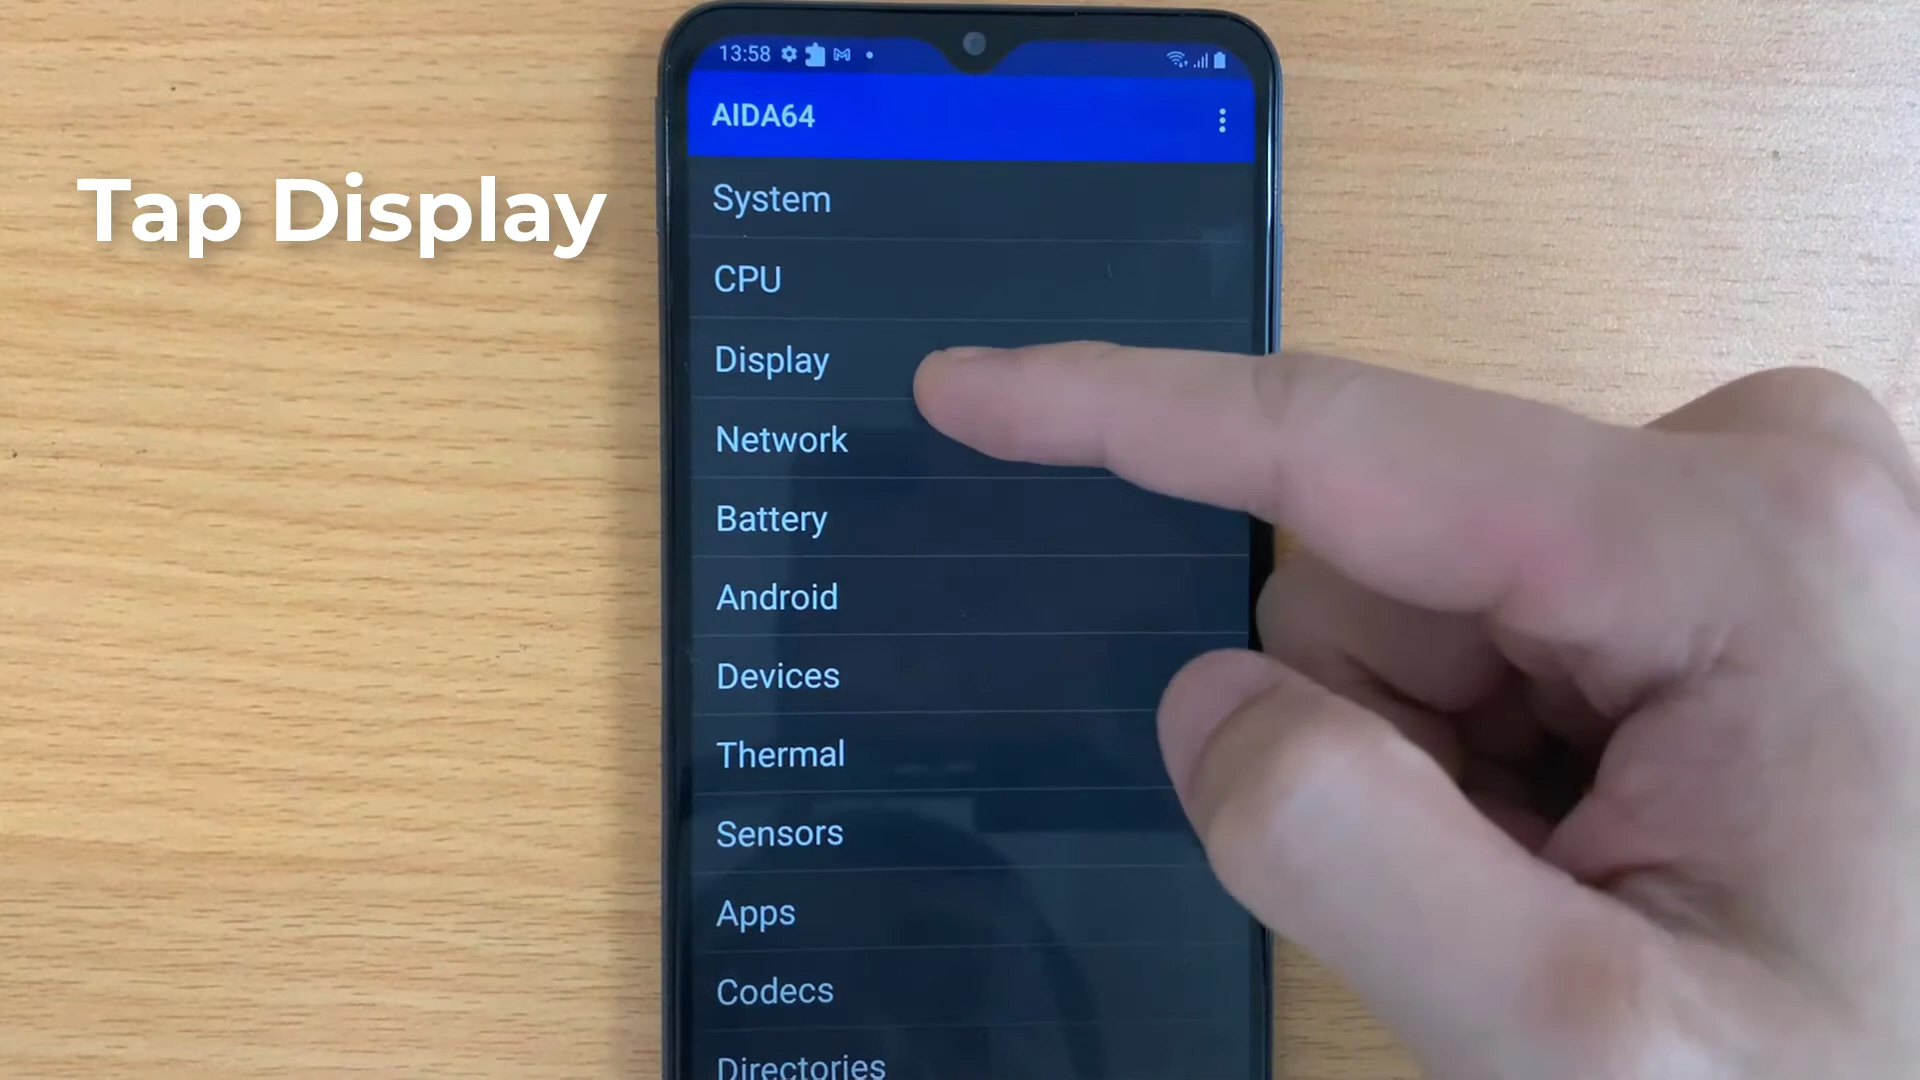 13:58
AIDA64
Tap Display
System
CPU
Display
Network
Battery
Android
Devices
Thermal
Sensors
Apps
Codecs
Directories